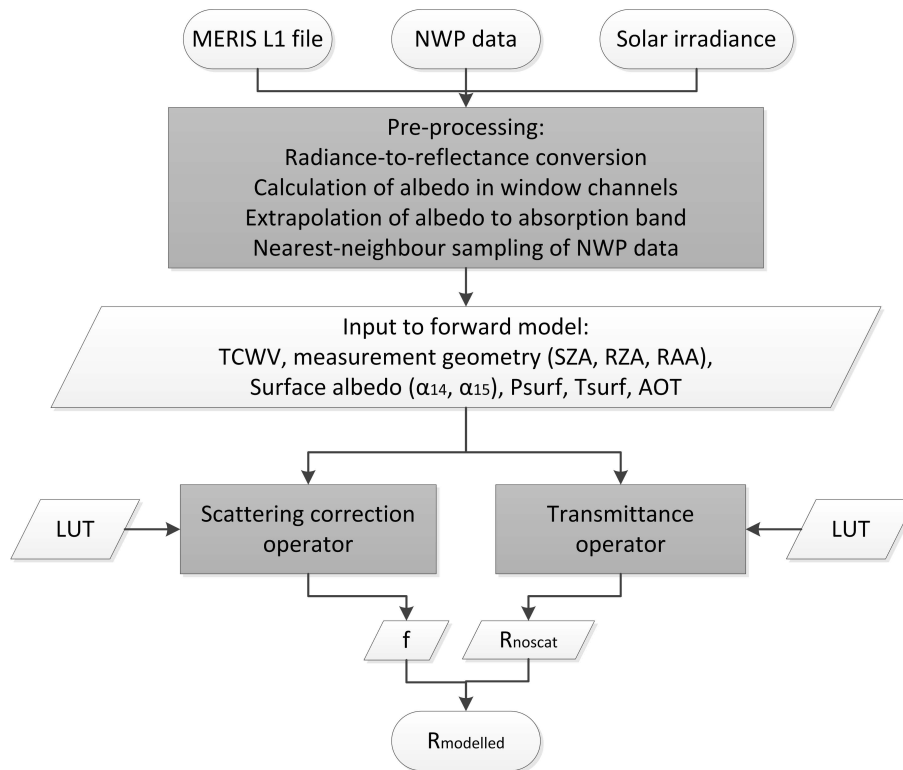 MERIS L1 file
NWP data
Solar irradiance
Pre-processing:
Radiance-to-reflectance conversion
Calculation of albedo in window channels
Extrapolation of albedo to absorption band
Nearest-neighbour sampling of NWP data
Input to forward model:
TCWV, measurement geometry (SZA, RZA, RAA),
Surface albedo (α14, α15), Psurf, Tsurf, AOT
LUT
Scattering correction
operator
Transmittance
operator
LUT
f
Rnoscat
Rmodelled